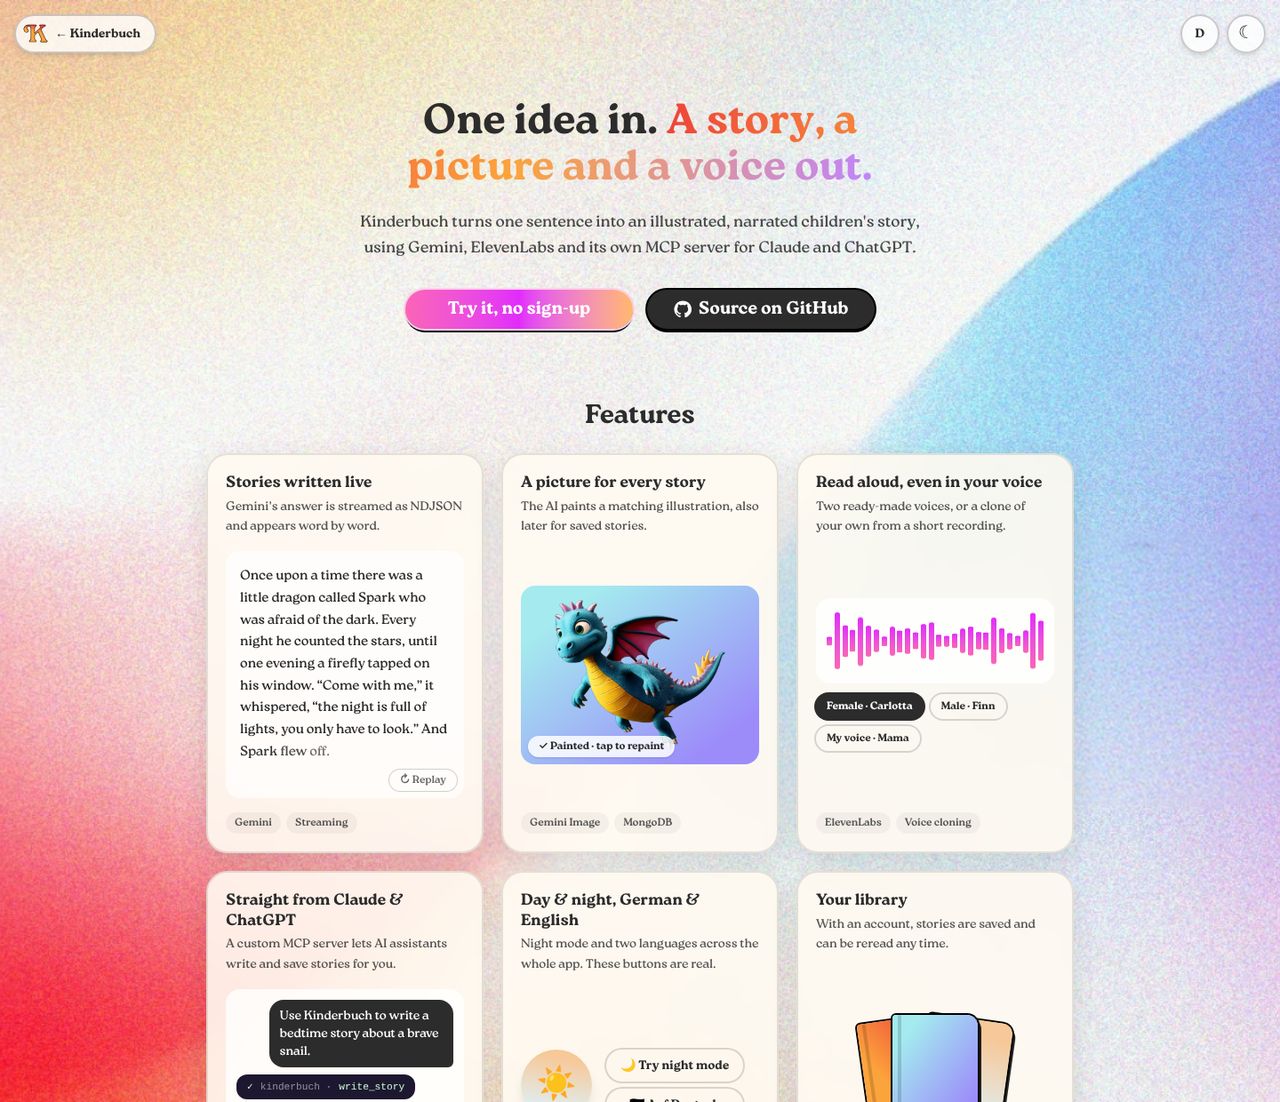 K ← Kinderbuch
D
One idea in. A story, a
picture and a voice out.
Kinderbuch turns one sentence into an illustrated, narrated children's story,
using Gemini, ElevenLabs and its own MCP server for Claude and ChatGPT.
Try it, no sign-up
Source on GitHub
Features
Stories written live
Gemini's answer is streamed as NDJSON
and appears word by word.
Once upon a time there was a
little dragon called Spark who
was afraid of the dark. Every
night he counted the stars, until
one evening a firefly tapped on
his window. “Come with me,” it
whispered, “the night is full of
lights, you only have to look.” And
Spark flew off.
↻ Replay
Gemini
Streaming
A picture for every story
The AI paints a matching illustration, also
later for saved stories.
✓ Painted · tap to repaint
Gemini Image
MongoDB
Read aloud, even in your voice
Two ready-made voices, or a clone of
your own from a short recording.
Female · Carlotta
Male · Finn
My voice · Mama
ElevenLabs
Voice cloning
Straight from Claude &
ChatGPT
A custom MCP server lets AI assistants
write and save stories for you.
Use Kinderbuch to write a
bedtime story about a brave
snail.
✓ kinderbuch · write_story
Day & night, German &
English
Night mode and two languages across the
whole app. These buttons are real.
🌙 Try night mode
Your library
With an account, stories are saved and
can be reread any time.